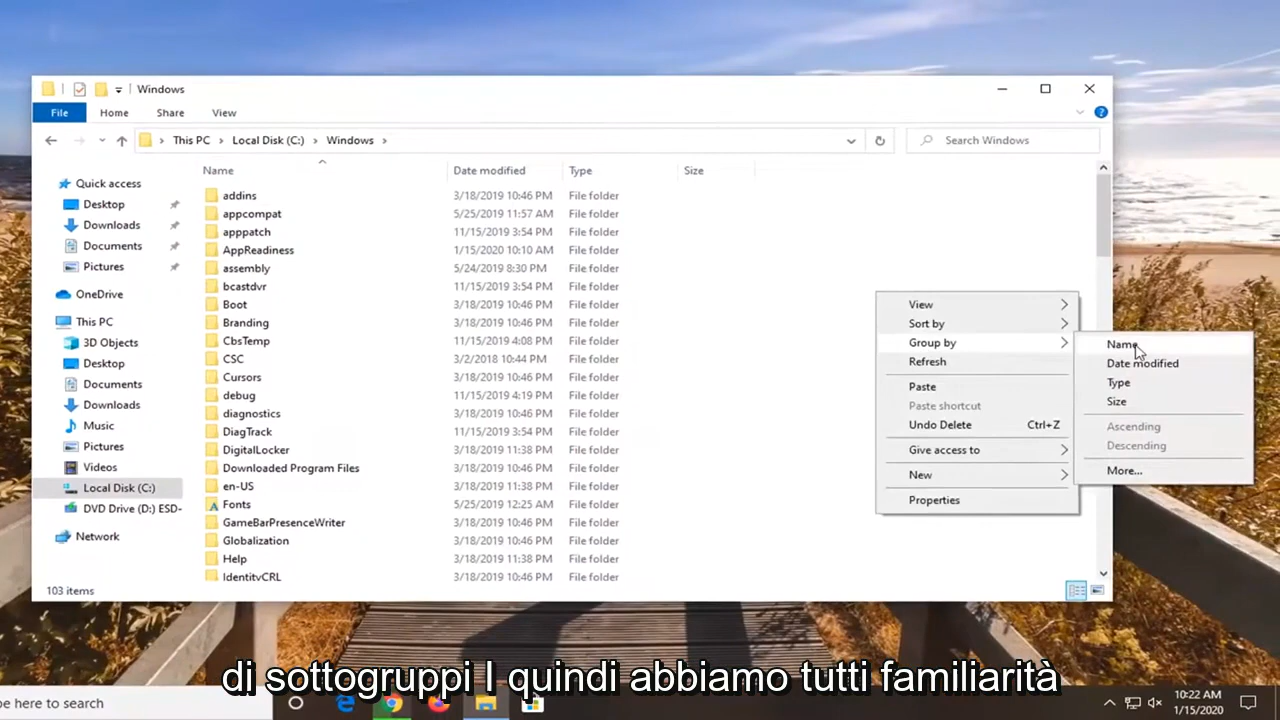 Windows
File Home Share View
This PC Local Disk (C:) Windows
Search Windows
Name Date modified Type Size
Quick access
Desktop
Downloads
Documents
Pictures
OneDrive
This PC
3D Objects
Desktop
Documents
Downloads
Music
Pictures
Videos
Local Disk (C:)
DVD Drive (D:) ESD-
Network
addins 3/18/2019 10:46 PM File folder
appcompat 5/25/2019 11:57 AM File folder
apppatch 11/15/2019 3:54 PM File folder
AppReadiness 1/15/2020 10:10 AM File folder
assembly 5/24/2019 8:30 PM File folder
bcastdvr 11/15/2019 3:54 PM File folder
Boot 3/18/2019 10:46 PM File folder
Branding 3/18/2019 10:46 PM File folder
CbsTemp 11/15/2019 4:08 PM File folder
CSC 3/2/2018 10:44 PM File folder
Cursors 3/18/2019 10:46 PM File folder
debug 11/15/2019 4:19 PM File folder
diagnostics 3/18/2019 10:46 PM File folder
DiagTrack 11/15/2019 3:54 PM File folder
DigitalLocker 3/18/2019 11:38 PM File folder
Downloaded Program Files 3/18/2019 10:46 PM File folder
en-US 3/18/2019 11:38 PM File folder
Fonts 5/25/2019 12:25 AM File folder
GameBarPresenceWriter 3/18/2019 10:46 PM File folder
Globalization 3/18/2019 10:46 PM File folder
Help 3/18/2019 11:38 PM File folder
IdentityCRL 3/18/2019 10:46 PM File folder
103 items
View
Sort by
Group by
Refresh
Paste
Paste shortcut
Undo Delete Ctrl+Z
Give access to
New
Properties
Name
Date modified
Type
Size
Ascending
Descending
More...
di sottogruppi I quindi abbiamo tutti familiarità
pe here to search
10:22 AM
1/15/2020